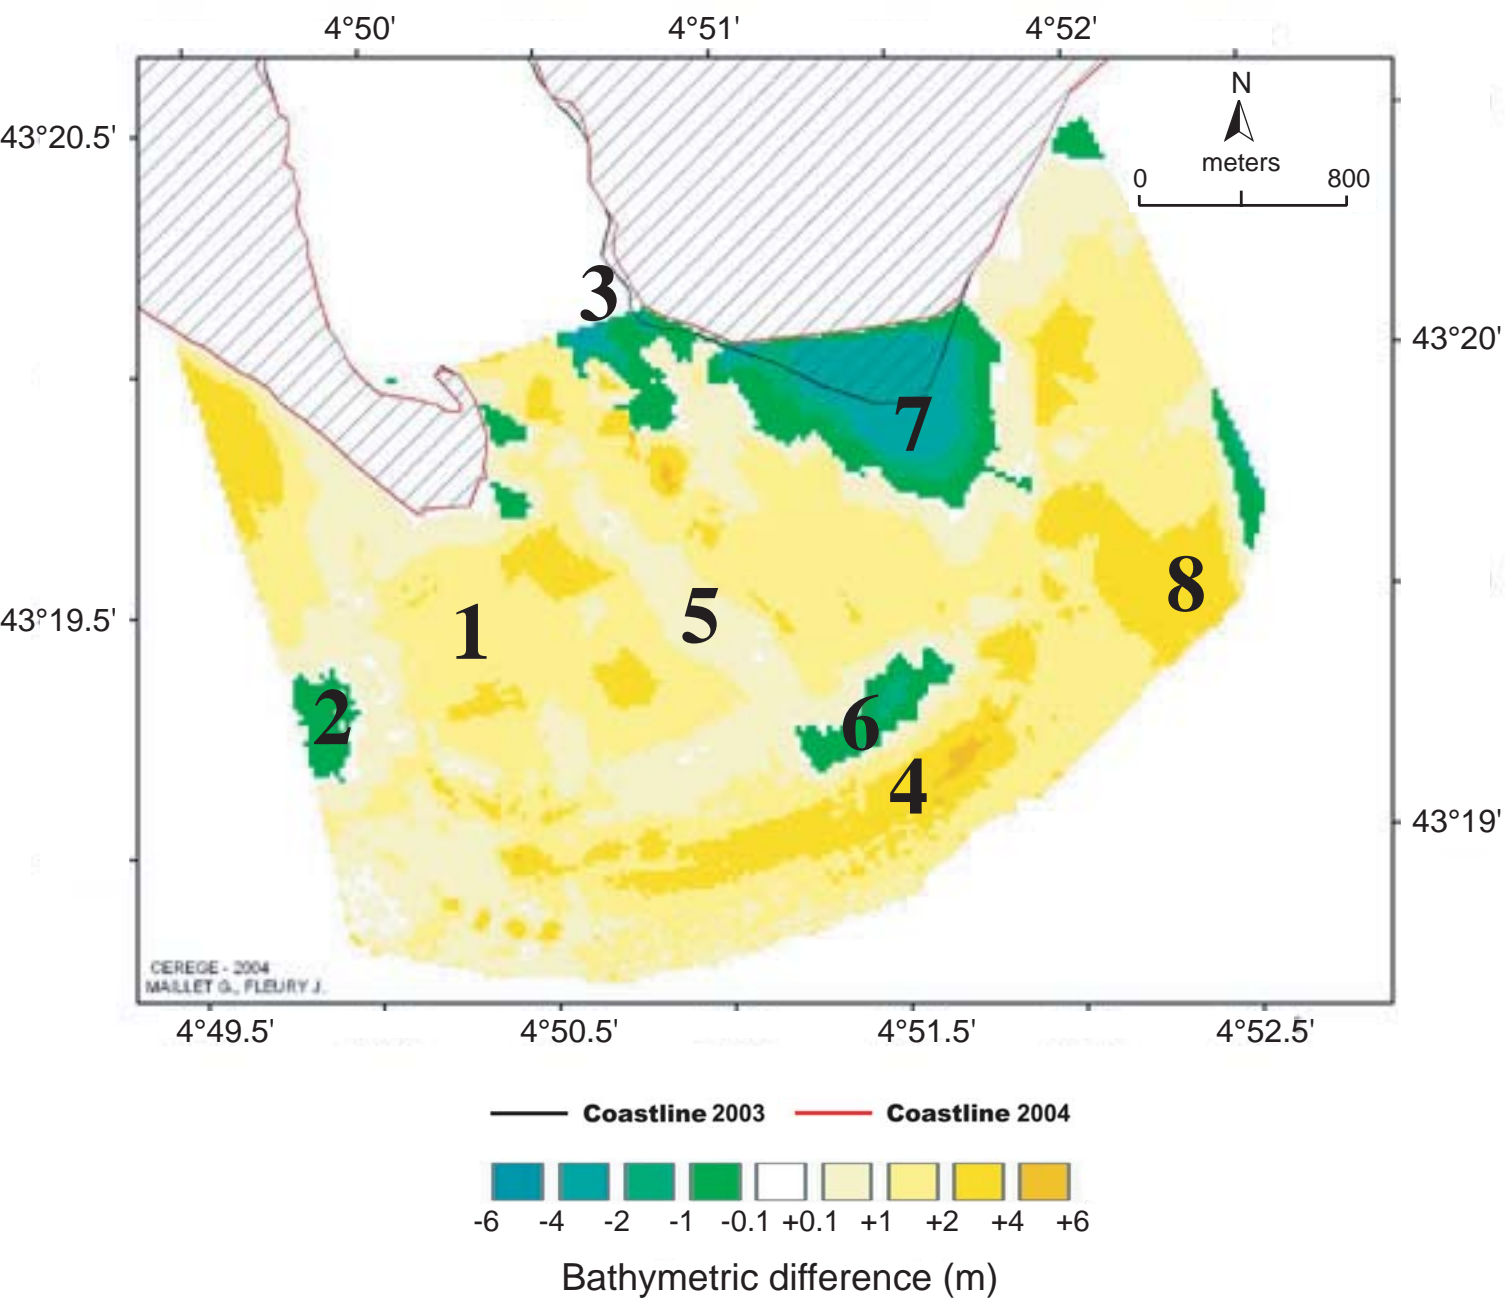 4°50' 4°51' 4°52'
N
meters
0 800
43°20.5'
3
43°20'
7
8
43°19.5'
1 5
2
6
4
43°19'
CEREGE - 2004
MAILLET G., FLEURY J.
4°49.5' 4°50.5' 4°51.5' 4°52.5'
Coastline 2003 Coastline 2004
-6 -4 -2 -1 -0.1 +0.1 +1 +2 +4 +6
Bathymetric difference (m)